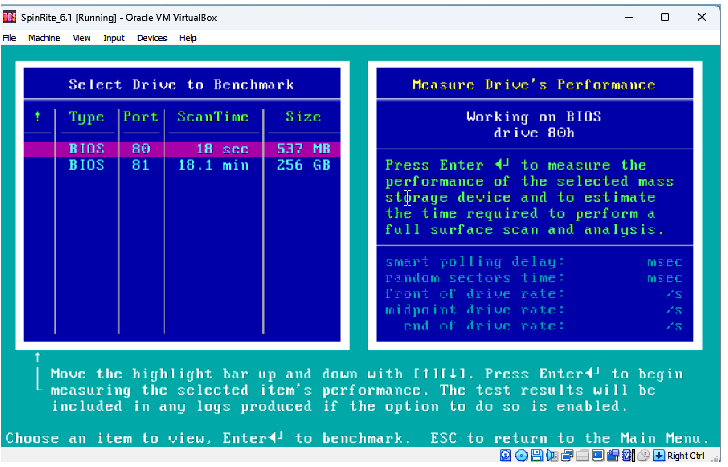 SpinRite_6.1 [Running] - Oracle VM VirtualBox
File Machine View Input Devices Help
Select Drive to Benchmark
↑ Type Port ScanTime Size
BIOS 80 18 sec 537 MB
BIOS 81 18.1 min 256 GB
Measure Drive's Performance
Working on BIOS
drive 80h
Press Enter ◄┘ to measure the
performance of the selected mass
storage device and to estimate
the time required to perform a
full surface scan and analysis.
smart polling delay: msec
random sectors time: msec
front of drive rate: /s
midpoint drive rate: /s
end of drive rate: /s
Move the highlight bar up and down with [↑][↓]. Press Enter◄┘ to begin
measuring the selected item's performance. The test results will be
included in any logs produced if the option to do so is enabled.
Choose an item to view, Enter◄┘ to benchmark. ESC to return to the Main Menu.
Right Ctrl